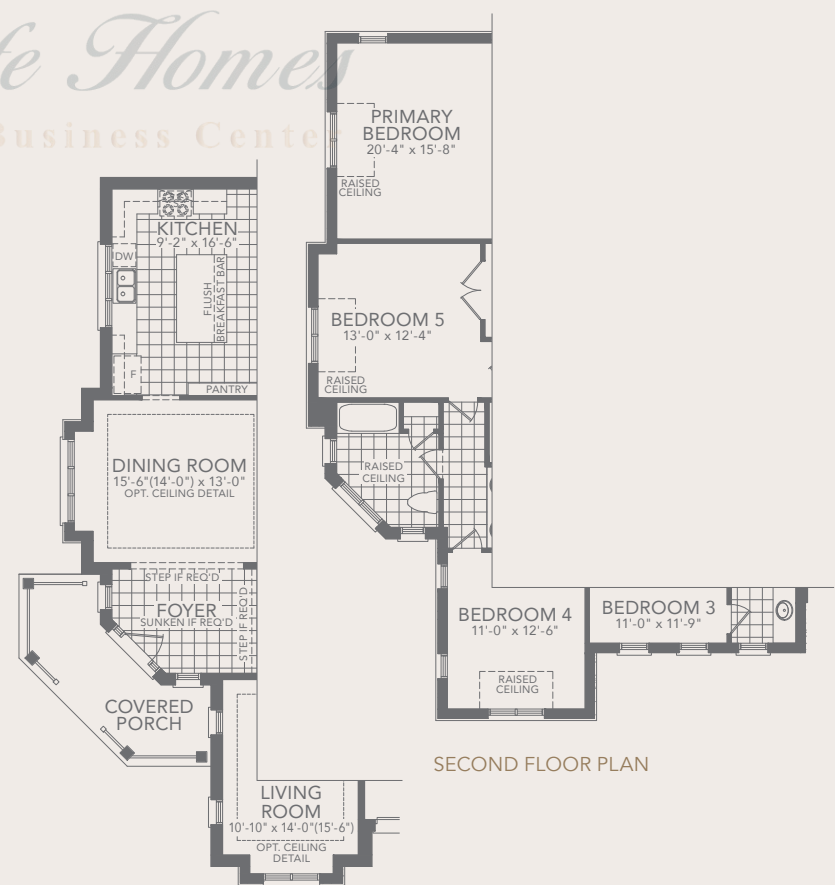 fe Homes
Business Center
PRIMARY
BEDROOM
20'-4" x 15'-8"
RAISED
CEILING
KITCHEN
9'-2" x 16'-6"
DW
FLUSH
BREAKFAST BAR
F
PANTRY
BEDROOM 5
13'-0" x 12'-4"
RAISED
CEILING
DINING ROOM
15'-6"(14'-0") x 13'-0"
OPT. CEILING DETAIL
RAISED
CEILING
STEP IF REQ'D
FOYER
SUNKEN IF REQ'D
STEP IF REQ'D
COVERED
PORCH
BEDROOM 4
11'-0" x 12'-6"
RAISED
CEILING
BEDROOM 3
11'-0" x 11'-9"
LIVING
ROOM
10'-10" x 14'-0"(15'-6")
OPT. CEILING
DETAIL
SECOND FLOOR PLAN